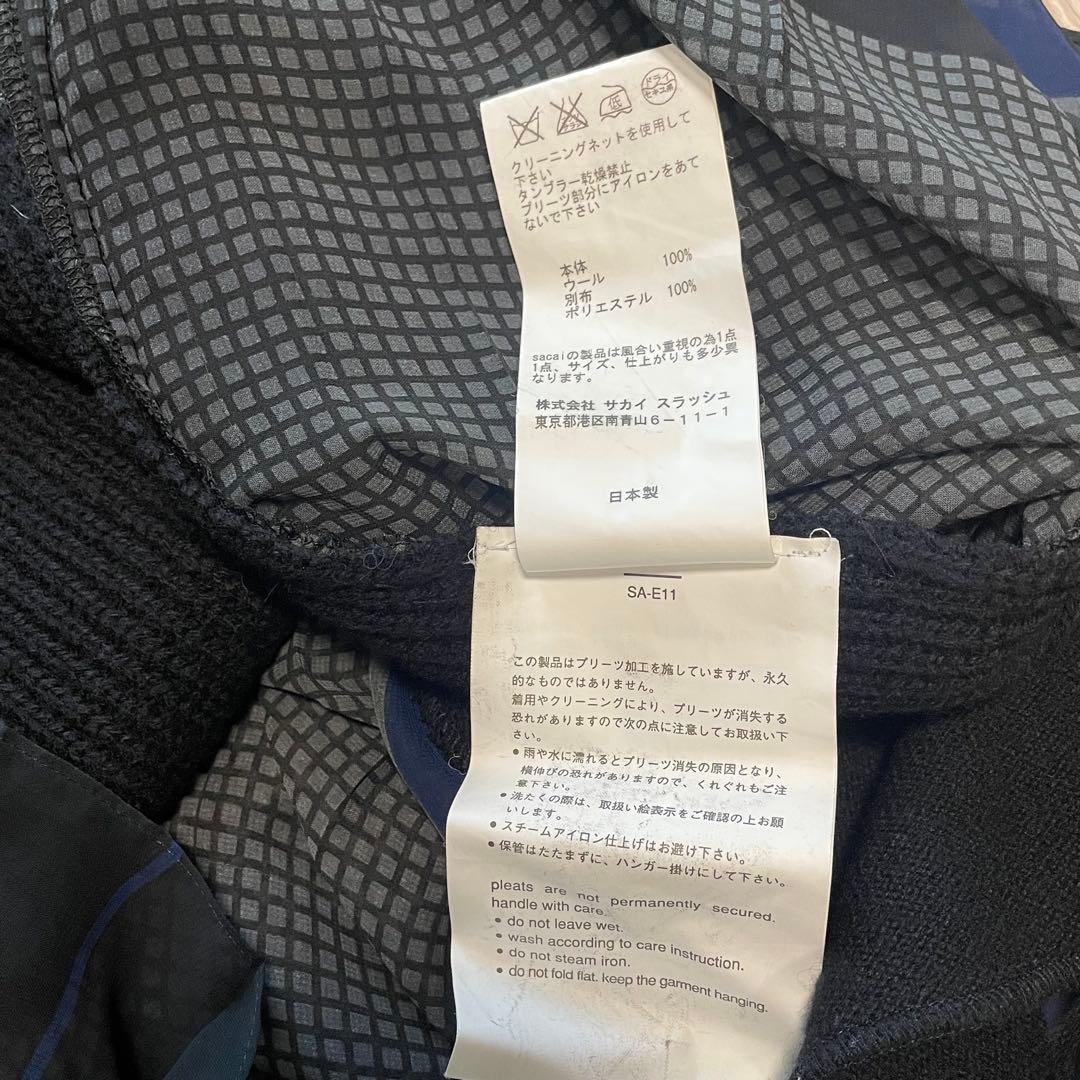 エンソ
サラシ
低
ドライ
セキユ系
クリーニングネットを使用して
下さい
タンブラー乾燥禁止
プリーツ部分にアイロンをあて
ないで下さい
本体
ウール 100%
別布
ポリエステル 100%
sacaiの製品は風合い重視の為1点
1点、サイズ、仕上がりも多少異
なります。
株式会社 サカイ スラッシュ
東京都港区南青山6-11-1
日本製
SA-E11
この製品はプリーツ加工を施していますが、永久
的なものではありません。
着用やクリーニングにより、プリーツが消失する
恐れがありますので次の点に注意してお取扱い下
さい。
• 雨や水に濡れるとプリーツ消失の原因となり、
横伸びの恐れがありますので、くれぐれもご注
意下さい。
• 洗たくの際は、取扱い絵表示をご確認の上お願
いします。
• スチームアイロン仕上げはお避け下さい。
• 保管はたたまずに、ハンガー掛けにして下さい。
pleats are not permanently secured.
handle with care.
• do not leave wet.
• wash according to care instruction.
• do not steam iron.
• do not fold flat. keep the garment hanging.